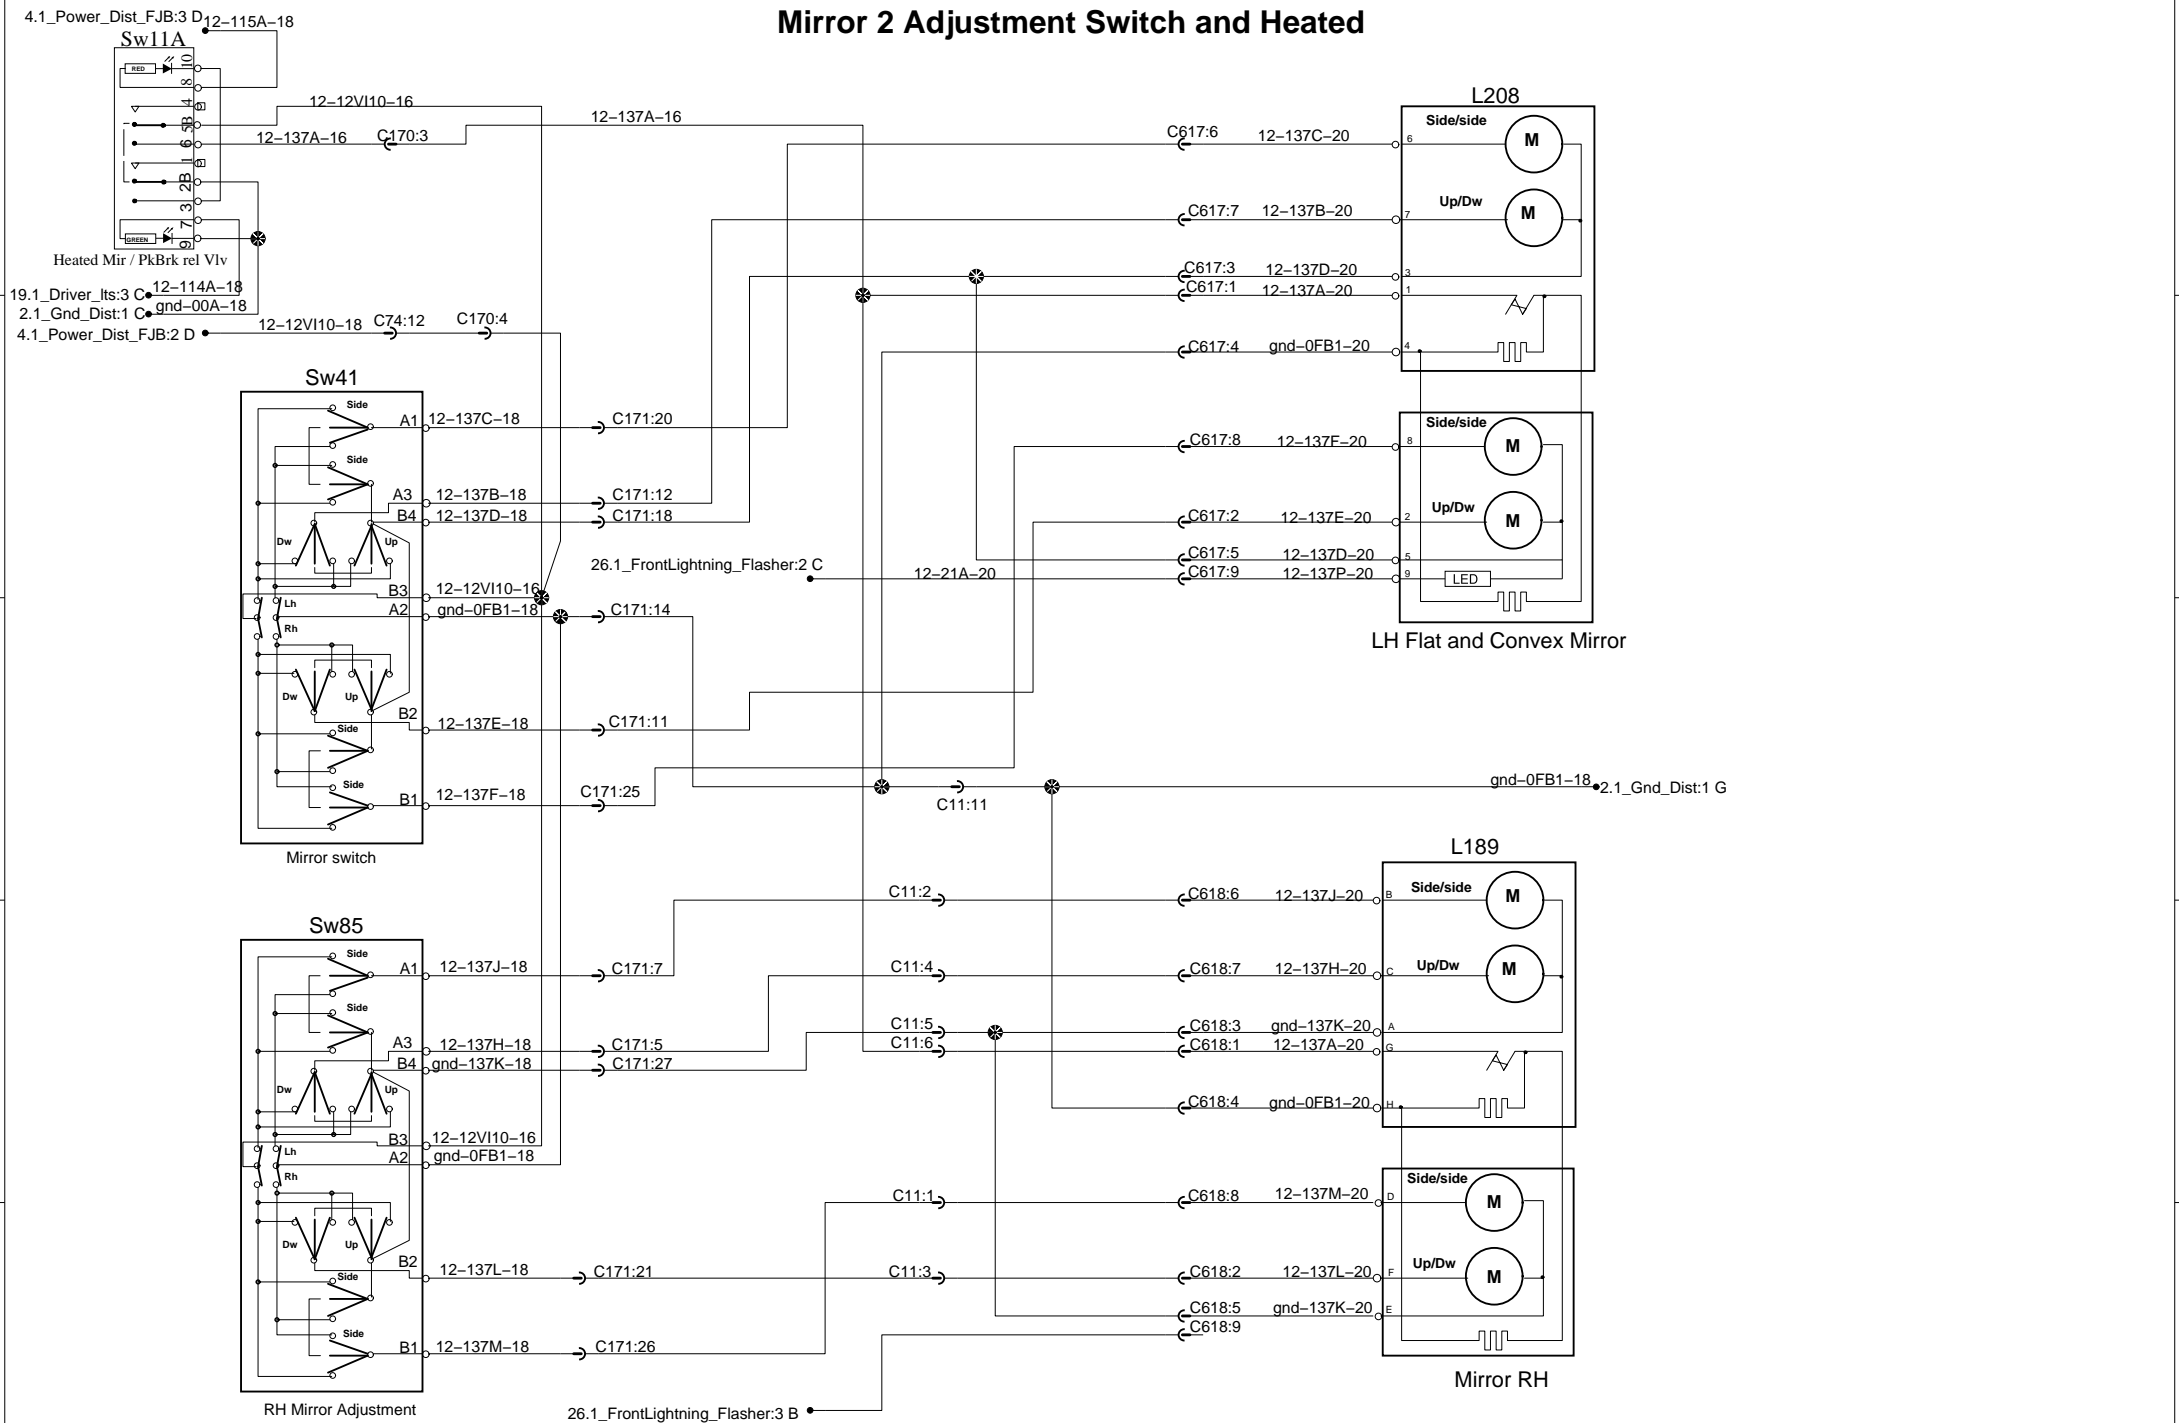 Mirror 2 Adjustment Switch and Heated
4.1_Power_Dist_FJB:3 D
12–115A–18
Sw11A
RED
10
8
4
5B
6
1
2B
3
7
9
GREEN
Heated Mir / PkBrk rel Vlv
12–12VI10–16
12–137A–16
C170:3
12–137A–16
19.1_Driver_lts:3 C
12–114A–18
2.1_Gnd_Dist:1 C
gnd–00A–18
4.1_Power_Dist_FJB:2 D
12–12VI10–18
C74:12
C170:4
L208
Side/side
M
C617:6
12–137C–20
6
Up/Dw
M
C617:7
12–137B–20
7
C617:3
12–137D–20
3
C617:1
12–137A–20
1
C617:4
gnd–0FB1–20
4
Side/side
M
C617:8
12–137F–20
8
Up/Dw
M
C617:2
12–137E–20
2
C617:5
12–137D–20
5
26.1_FrontLightning_Flasher:2 C
12–21A–20
C617:9
12–137P–20
9
LED
LH Flat and Convex Mirror
Sw41
Side
A1
12–137C–18
C171:20
Side
A3
12–137B–18
C171:12
B4
12–137D–18
C171:18
Dw
Up
B3
12–12VI10–16
Lh
A2
gnd–0FB1–18
C171:14
Rh
Dw
Up
B2
12–137E–18
C171:11
Side
Side
B1
12–137F–18
C171:25
Mirror switch
C11:11
gnd–0FB1–18
2.1_Gnd_Dist:1 G
L189
Side/side
M
C11:2
C618:6
12–137J–20
B
Up/Dw
M
C11:4
C618:7
12–137H–20
C
C11:5
C618:3
gnd–137K–20
A
C11:6
C618:1
12–137A–20
G
C618:4
gnd–0FB1–20
H
Side/side
M
C11:1
C618:8
12–137M–20
D
Up/Dw
M
C11:3
C618:2
12–137L–20
F
C618:5
gnd–137K–20
E
C618:9
Mirror RH
Sw85
Side
A1
12–137J–18
C171:7
Side
A3
12–137H–18
C171:5
B4
gnd–137K–18
C171:27
Dw
Up
B3
12–12VI10–16
Lh
A2
gnd–0FB1–18
Rh
Dw
Up
B2
12–137L–18
C171:21
Side
Side
B1
12–137M–18
C171:26
RH Mirror Adjustment
26.1_FrontLightning_Flasher:3 B